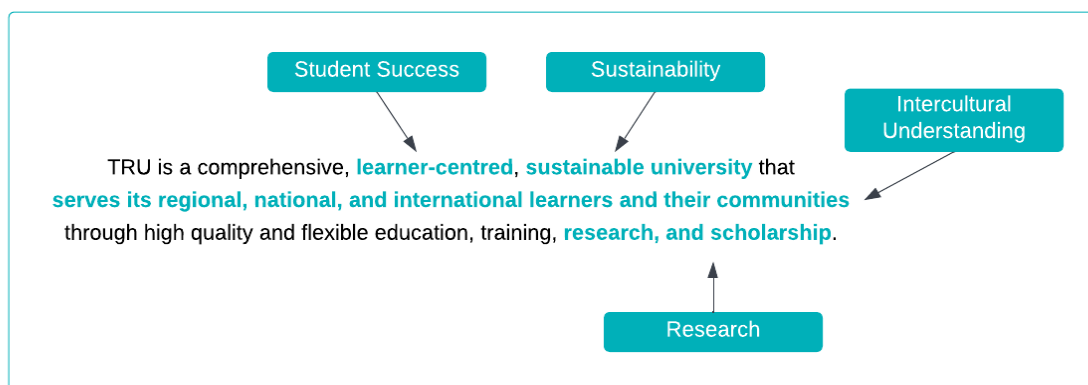 Student Success
Sustainability
Intercultural
Understanding
TRU is a comprehensive, learner-centred, sustainable university that
serves its regional, national, and international learners and their communities
through high quality and flexible education, training, research, and scholarship.
Research